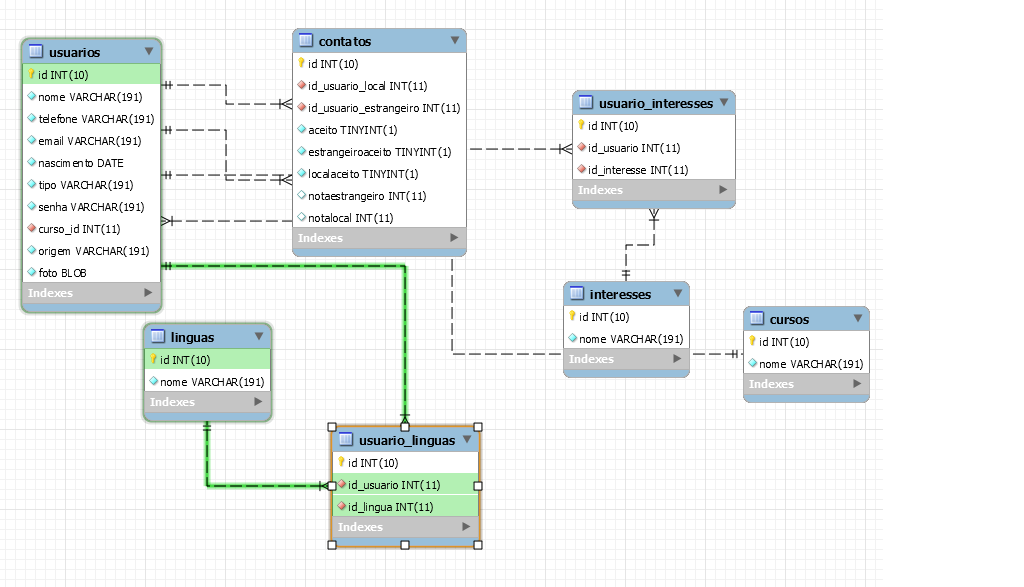 usuarios
id INT(10)
nome VARCHAR(191)
telefone VARCHAR(191)
email VARCHAR(191)
nascimento DATE
tipo VARCHAR(191)
senha VARCHAR(191)
curso_id INT(11)
origem VARCHAR(191)
foto BLOB
Indexes
contatos
id INT(10)
id_usuario_local INT(11)
id_usuario_estrangeiro INT(11)
aceito TINYINT(1)
estrangeiroaceito TINYINT(1)
localaceito TINYINT(1)
notaestrangeiro INT(11)
notalocal INT(11)
Indexes
usuario_interesses
id INT(10)
id_usuario INT(11)
id_interesse INT(11)
Indexes
interesses
id INT(10)
nome VARCHAR(191)
Indexes
cursos
id INT(10)
nome VARCHAR(191)
Indexes
linguas
id INT(10)
nome VARCHAR(191)
Indexes
usuario_linguas
id INT(10)
id_usuario INT(11)
id_lingua INT(11)
Indexes